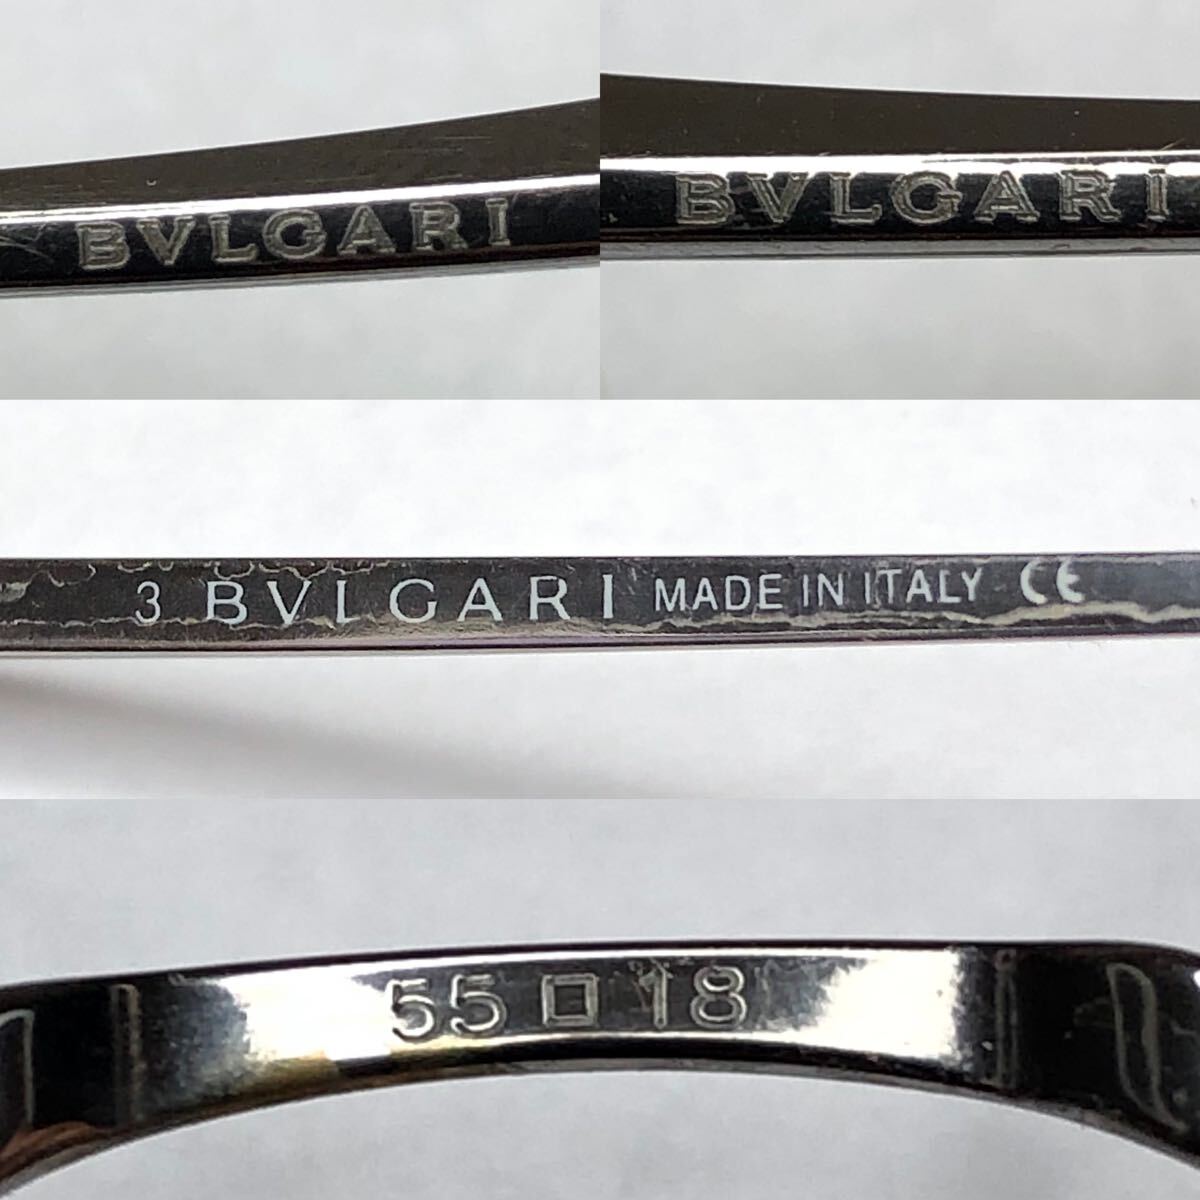 BVLGARI
BVLGARI
3 BVLGARI MADE IN ITALY CE
55□18